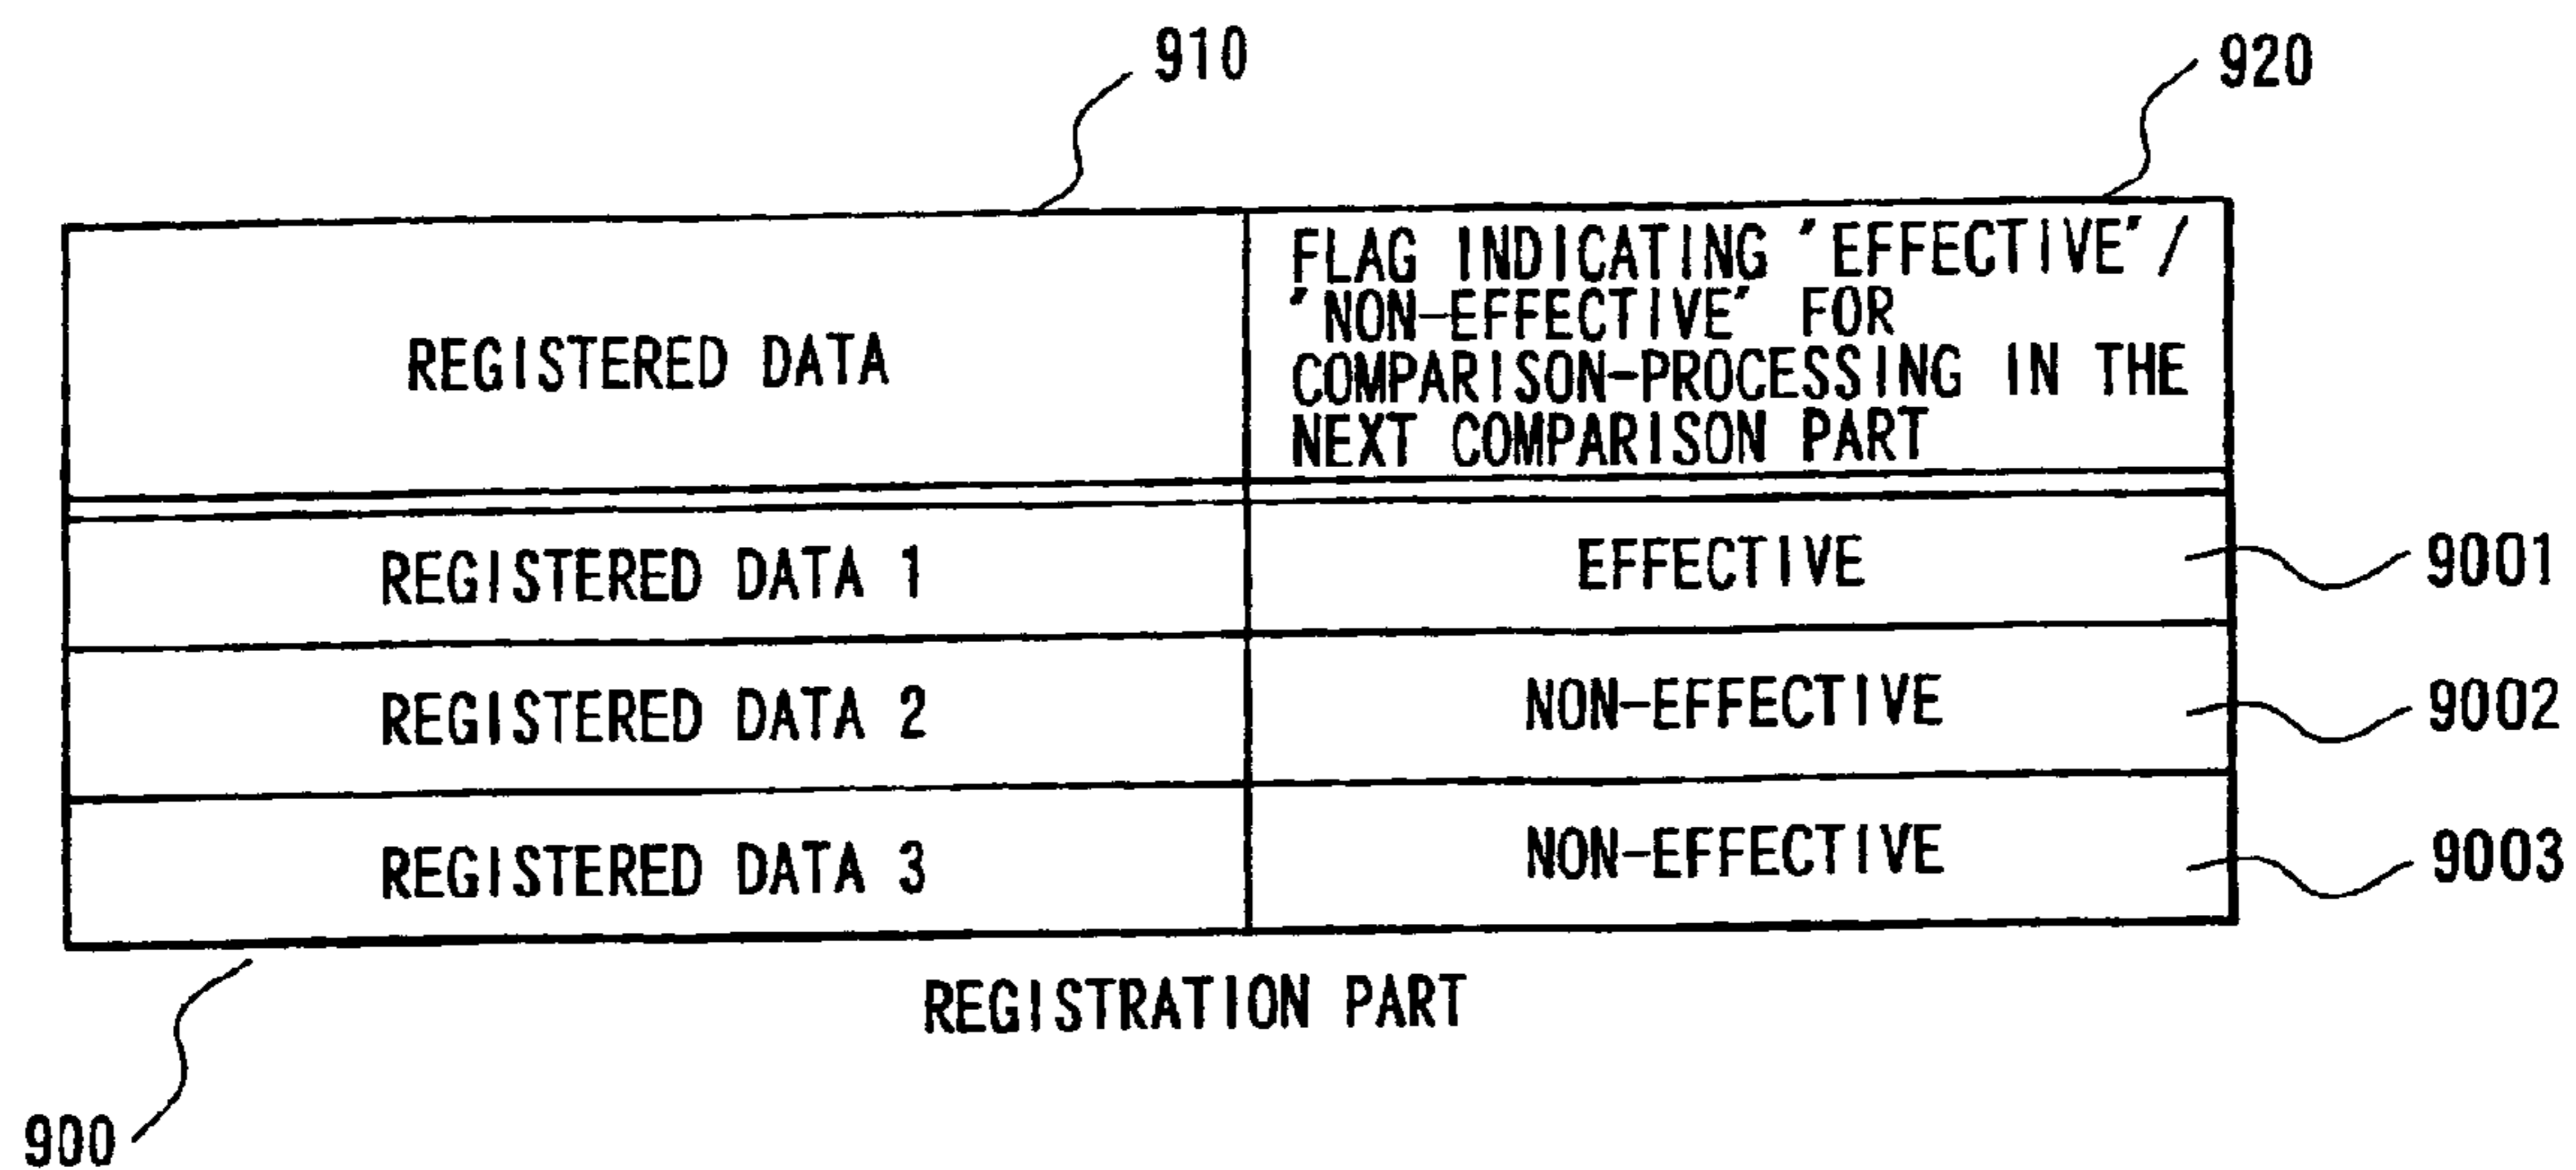 910
920
REGISTERED DATA
FLAG INDICATING "EFFECTIVE"/
"NON-EFFECTIVE" FOR
COMPARISON-PROCESSING IN THE
NEXT COMPARISON PART
REGISTERED DATA 1
EFFECTIVE
9001
REGISTERED DATA 2
NON-EFFECTIVE
9002
REGISTERED DATA 3
NON-EFFECTIVE
9003
REGISTRATION PART
900